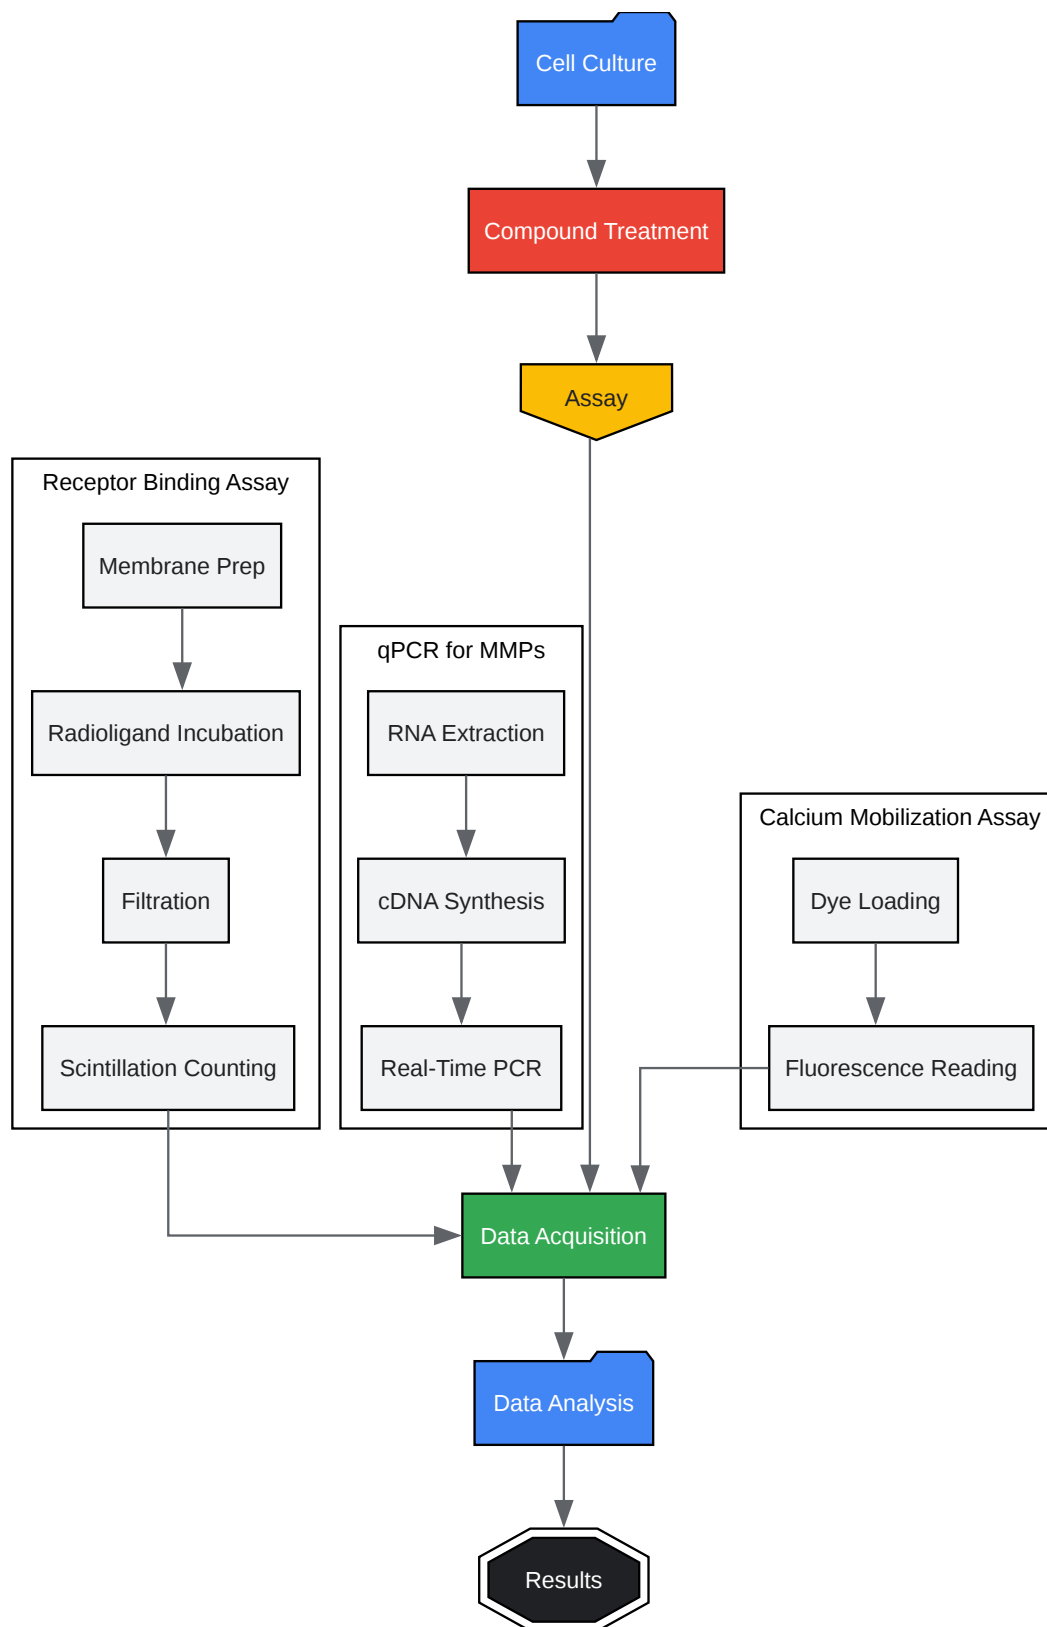 Cell Culture
Compound Treatment
Assay
Receptor Binding Assay
Membrane Prep
Radioligand Incubation
Filtration
Scintillation Counting
qPCR for MMPs
RNA Extraction
cDNA Synthesis
Real-Time PCR
Calcium Mobilization Assay
Dye Loading
Fluorescence Reading
Data Acquisition
Data Analysis
Results